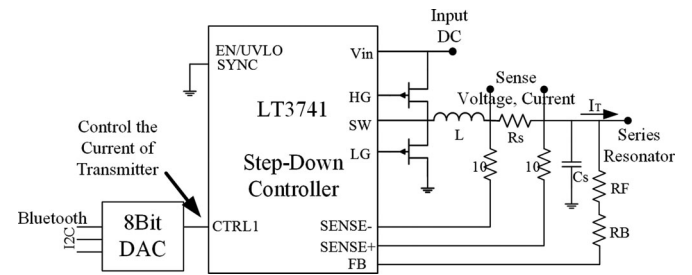 Input
DC
EN/UVLO
SYNC
Vin
Sense
Voltage, Current
HG
LT3741
IT
SW
L
Rs
Series
Resonator
Control the
Current of
Transmitter
LG
Step-Down
Controller
10
10
Cs
RF
Bluetooth
I2C
8Bit
DAC
CTRL1
SENSE-
RB
SENSE+
FB